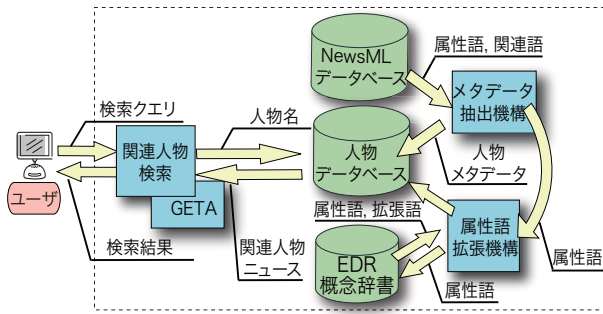 NewsML
データベース
属性語, 関連語
メタデータ
抽出機構
検索クエリ
人物名
関連人物
検索
GETA
人物
データベース
人物
メタデータ
ユーザ
検索結果
関連人物
ニュース
属性語, 拡張語
属性語
拡張機構
EDR
概念辞書
属性語
属性語